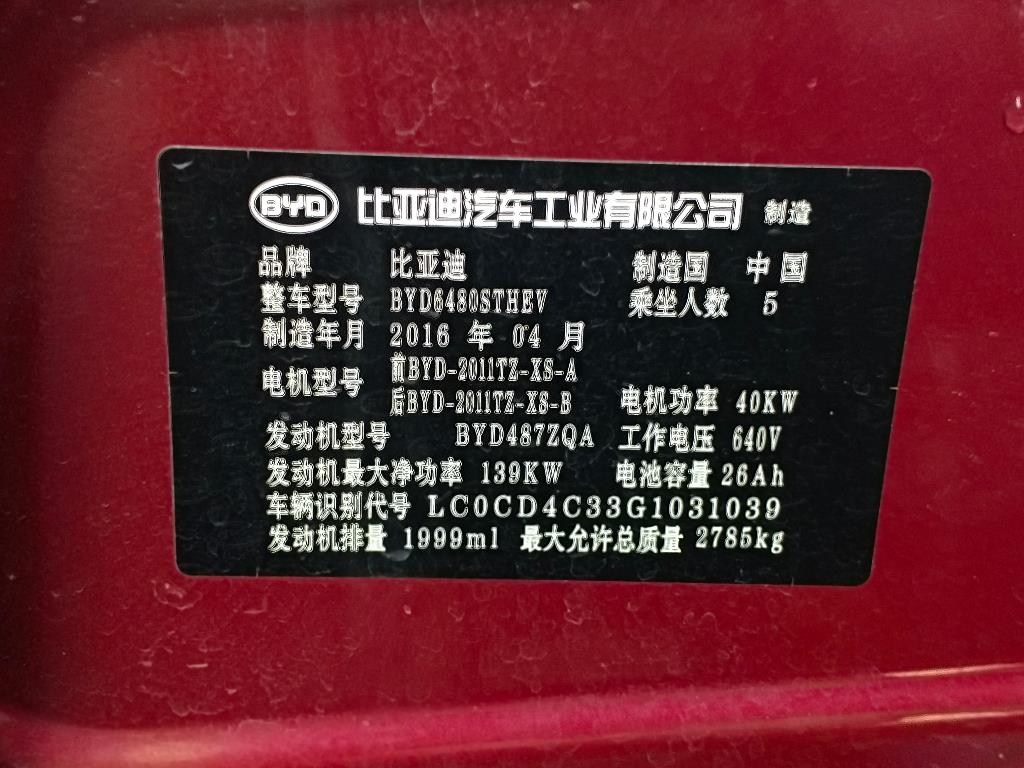 BYD 比亚迪汽车工业有限公司 制造
品牌 比亚迪 制造国 中国
整车型号 BYD6480STHEV 乘坐人数 5
制造年月 2016 年 04 月
电机型号 前BYD-2011TZ-XS-A
后BYD-2011TZ-XS-B 电机功率 40KW
发动机型号 BYD487ZQA 工作电压 640V
发动机最大净功率 139KW 电池容量 26Ah
车辆识别代号 LC0CD4C33G1031039
发动机排量 1999ml 最大允许总质量 2785kg